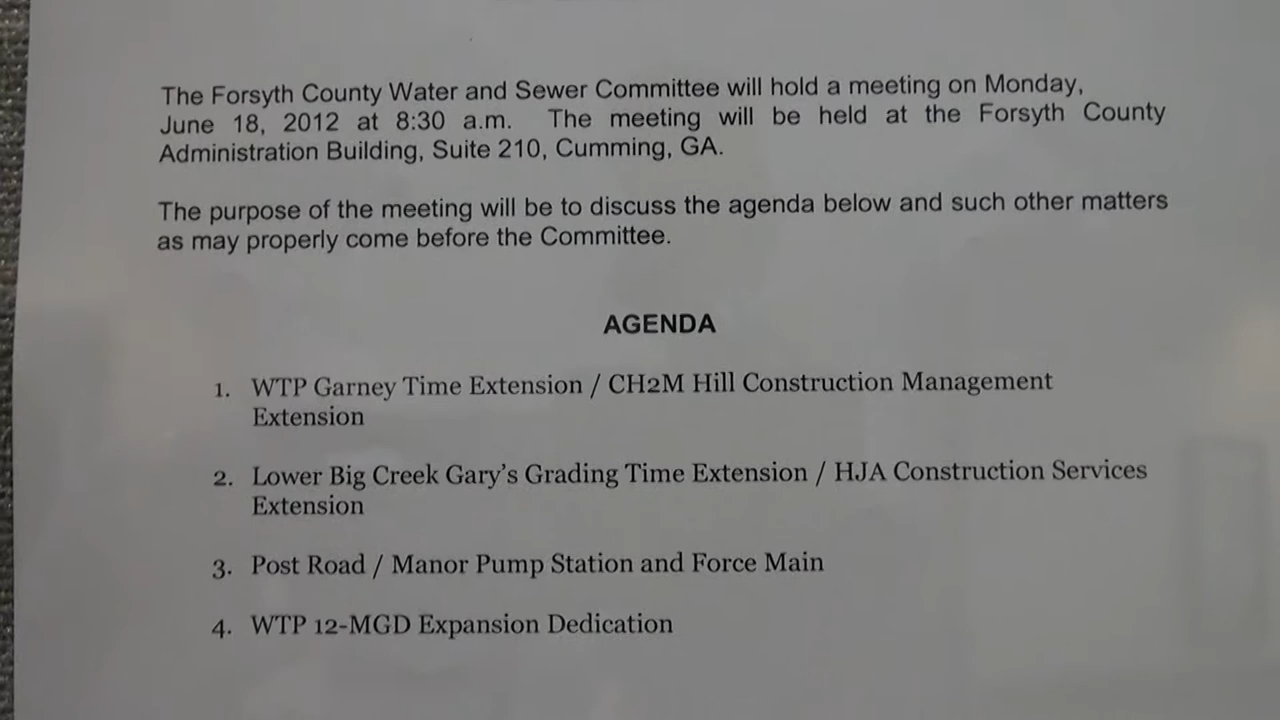 The Forsyth County Water and Sewer Committee will hold a meeting on Monday,
June 18, 2012 at 8:30 a.m. The meeting will be held at the Forsyth County
Administration Building, Suite 210, Cumming, GA.
The purpose of the meeting will be to discuss the agenda below and such other matters
as may properly come before the Committee.
AGENDA
1. WTP Garney Time Extension / CH2M Hill Construction Management
Extension
2. Lower Big Creek Gary's Grading Time Extension / HJA Construction Services
Extension
3. Post Road / Manor Pump Station and Force Main
4. WTP 12-MGD Expansion Dedication